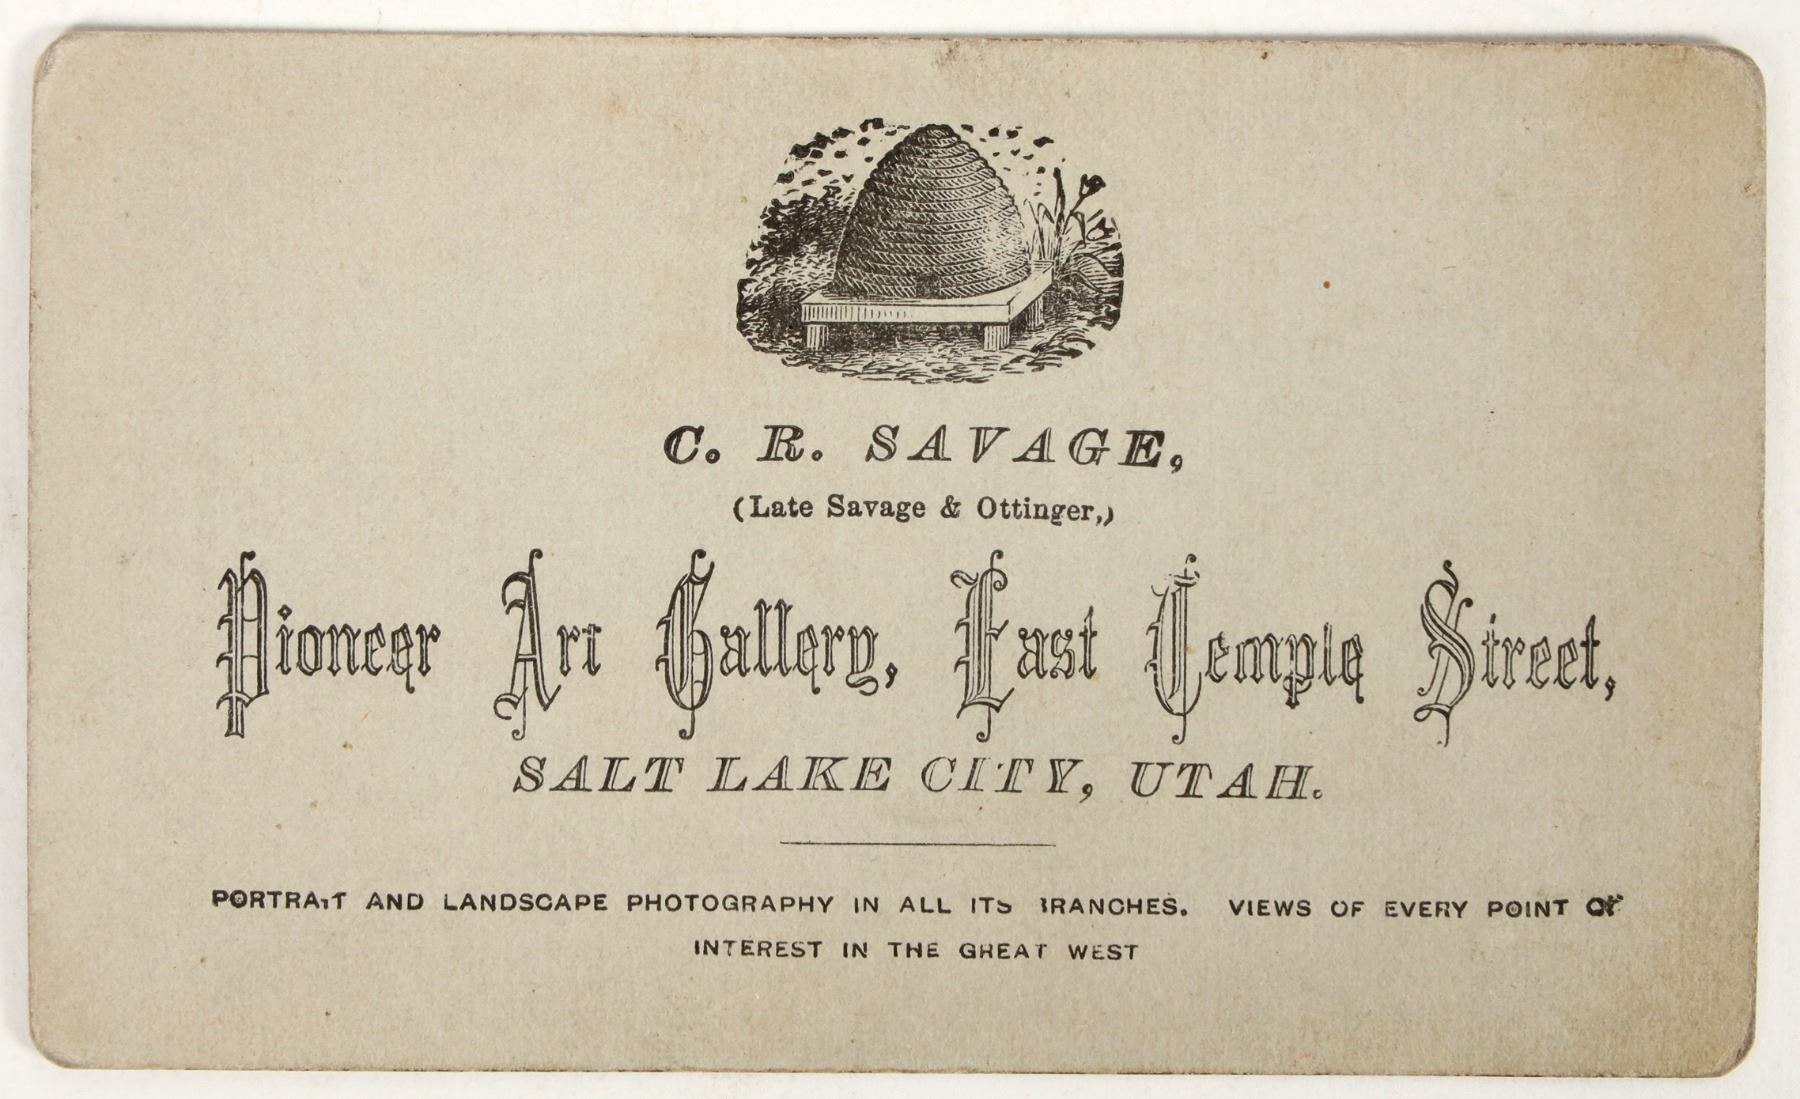 C. R. SAVAGE,
(Late Savage & Ottinger,)
Pioneer Art Gallery, East Temple Street,
SALT LAKE CITY, UTAH.
PORTRAIT AND LANDSCAPE PHOTOGRAPHY IN ALL ITS BRANCHES. VIEWS OF EVERY POINT OF
INTEREST IN THE GREAT WEST